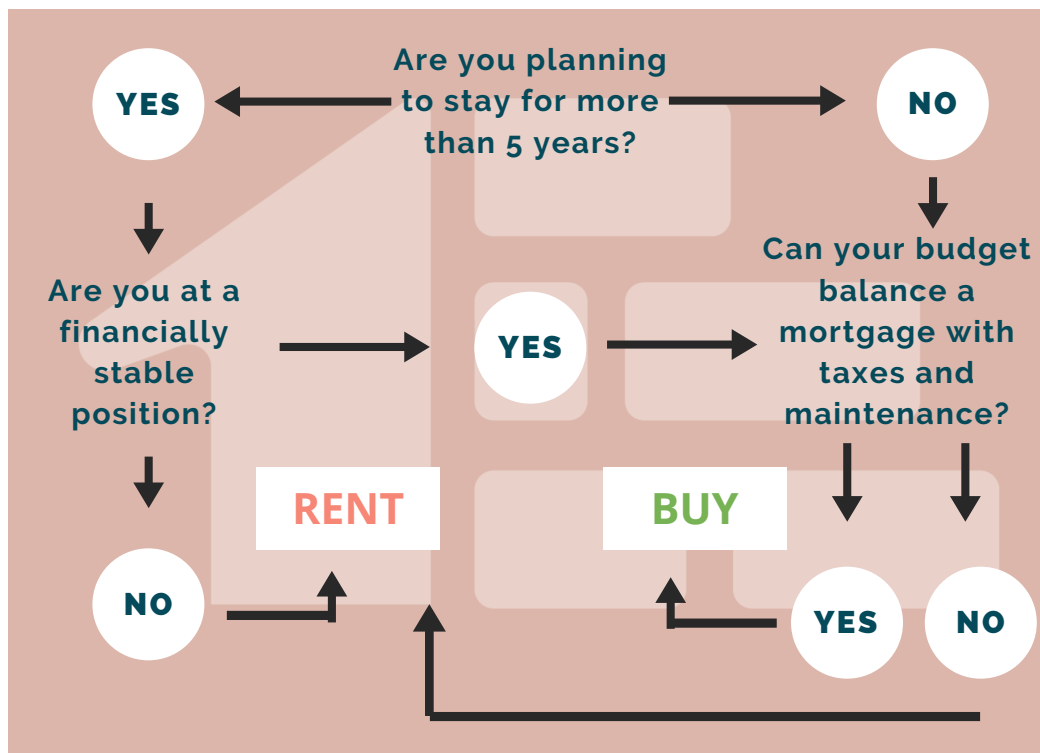 Are you planning
to stay for more
than 5 years?
YES
NO
Are you at a
financially
stable
position?
YES
Can your budget
balance a
mortgage with
taxes and
maintenance?
RENT
BUY
NO
YES
NO